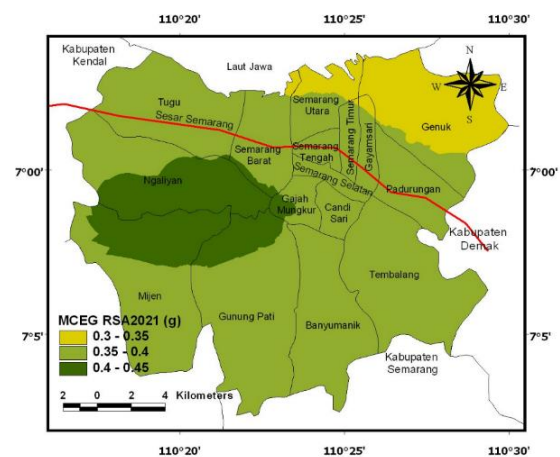 110°20' 110°25' 110°30'
Kabupaten
Kendal
Laut Jawa
N
W E
S
Tugu
Sesar Semarang
Semarang
Utara
Semarang Timur
Gayamsari
Genuk
Semarang
Barat
Semarang
Tengah
Semarang Selatan
7°00' 7°00'
Ngaliyan
Padurungan
Gajah
Mungkur
Candi
Sari
Kabupaten
Demak
Tembalang
Mijen
Gunung Pati
Banyumanik
MCEG RSA2021 (g)
0.3 - 0.35
0.35 - 0.4
0.4 - 0.45
7°5' 7°5'
Kabupaten
Semarang
2 0 2 4 Kilometers
110°20' 110°25' 110°30'